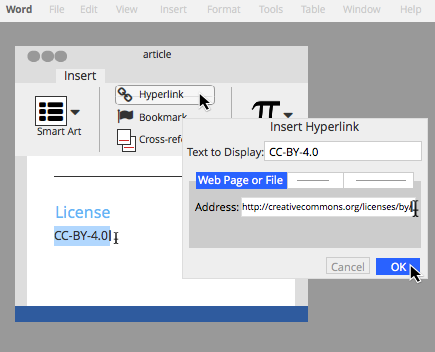 Word File Edit View Insert Format Tools Table Window Help
article
Insert
Hyperlink
Bookmark
Smart Art
Cross-refe
Insert Hyperlink
Text to Display: CC-BY-4.0
Web Page or File
Address: http://creativecommons.org/licenses/by/
License
CC-BY-4.0
Cancel OK